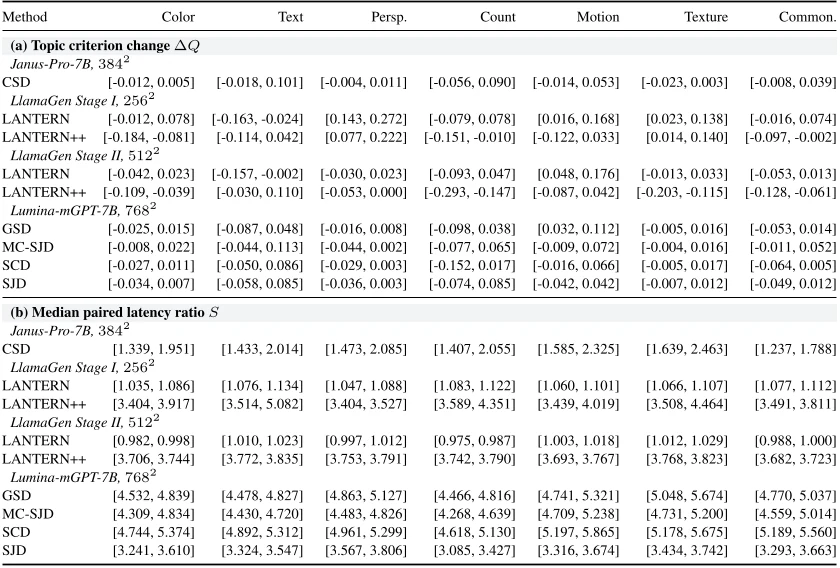 Method Color Text Persp. Count Motion Texture Common.
(a) Topic criterion change ΔQ
Janus-Pro-7B, 384²
CSD [-0.012, 0.005] [-0.018, 0.101] [-0.004, 0.011] [-0.056, 0.090] [-0.014, 0.053] [-0.023, 0.003] [-0.008, 0.039]
LlamaGen Stage I, 256²
LANTERN [-0.012, 0.078] [-0.163, -0.024] [0.143, 0.272] [-0.079, 0.078] [0.016, 0.168] [0.023, 0.138] [-0.016, 0.074]
LANTERN++ [-0.184, -0.081] [-0.114, 0.042] [0.077, 0.222] [-0.151, -0.010] [-0.122, 0.033] [0.014, 0.140] [-0.097, -0.002]
LlamaGen Stage II, 512²
LANTERN [-0.042, 0.023] [-0.157, -0.002] [-0.030, 0.023] [-0.093, 0.047] [0.048, 0.176] [-0.013, 0.033] [-0.053, 0.013]
LANTERN++ [-0.109, -0.039] [-0.030, 0.110] [-0.053, 0.000] [-0.293, -0.147] [-0.087, 0.042] [-0.203, -0.115] [-0.128, -0.061]
Lumina-mGPT-7B, 768²
GSD [-0.025, 0.015] [-0.087, 0.048] [-0.016, 0.008] [-0.098, 0.038] [0.032, 0.112] [-0.005, 0.016] [-0.053, 0.014]
MC-SJD [-0.008, 0.022] [-0.044, 0.113] [-0.044, 0.002] [-0.077, 0.065] [-0.009, 0.072] [-0.004, 0.016] [-0.011, 0.052]
SCD [-0.027, 0.011] [-0.050, 0.086] [-0.029, 0.003] [-0.152, 0.017] [-0.016, 0.066] [-0.005, 0.017] [-0.064, 0.005]
SJD [-0.034, 0.007] [-0.058, 0.085] [-0.036, 0.003] [-0.074, 0.085] [-0.042, 0.042] [-0.007, 0.012] [-0.049, 0.012]
(b) Median paired latency ratio S
Janus-Pro-7B, 384²
CSD [1.339, 1.951] [1.433, 2.014] [1.473, 2.085] [1.407, 2.055] [1.585, 2.325] [1.639, 2.463] [1.237, 1.788]
LlamaGen Stage I, 256²
LANTERN [1.035, 1.086] [1.076, 1.134] [1.047, 1.088] [1.083, 1.122] [1.060, 1.101] [1.066, 1.107] [1.077, 1.112]
LANTERN++ [3.404, 3.917] [3.514, 5.082] [3.404, 3.527] [3.589, 4.351] [3.439, 4.019] [3.508, 4.464] [3.491, 3.811]
LlamaGen Stage II, 512²
LANTERN [0.982, 0.998] [1.010, 1.023] [0.997, 1.012] [0.975, 0.987] [1.003, 1.018] [1.012, 1.029] [0.988, 1.000]
LANTERN++ [3.706, 3.744] [3.772, 3.835] [3.753, 3.791] [3.742, 3.790] [3.693, 3.767] [3.768, 3.823] [3.682, 3.723]
Lumina-mGPT-7B, 768²
GSD [4.532, 4.839] [4.478, 4.827] [4.863, 5.127] [4.466, 4.816] [4.741, 5.321] [5.048, 5.674] [4.770, 5.037]
MC-SJD [4.309, 4.834] [4.430, 4.720] [4.483, 4.826] [4.268, 4.639] [4.709, 5.238] [4.731, 5.200] [4.559, 5.014]
SCD [4.744, 5.374] [4.892, 5.312] [4.961, 5.299] [4.618, 5.130] [5.197, 5.865] [5.178, 5.675] [5.189, 5.560]
SJD [3.241, 3.610] [3.324, 3.547] [3.567, 3.806] [3.085, 3.427] [3.316, 3.674] [3.434, 3.742] [3.293, 3.663]